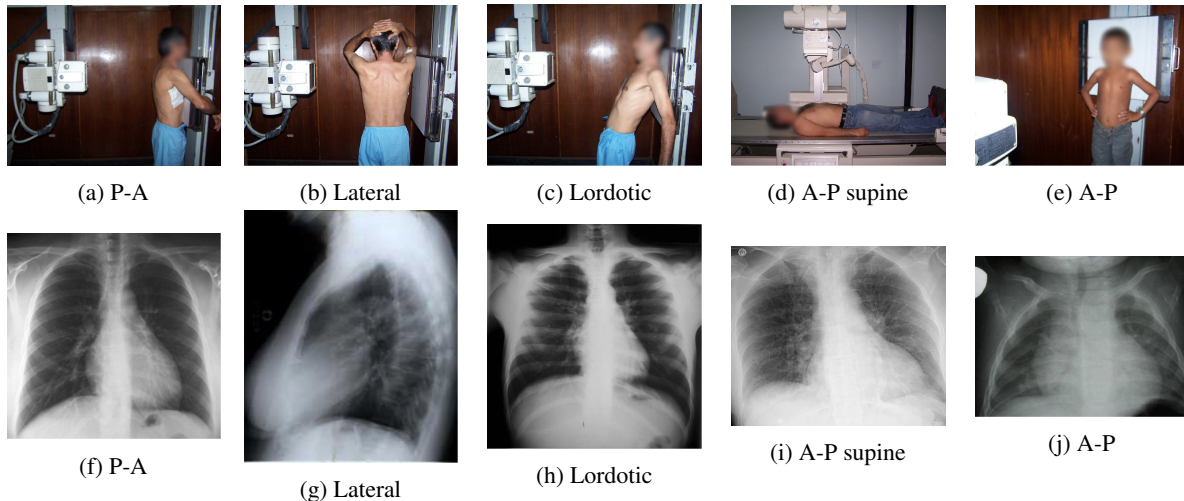 (a) P-A
(b) Lateral
(c) Lordotic
(d) A-P supine
(e) A-P
(f) P-A
(g) Lateral
(h) Lordotic
(i) A-P supine
(j) A-P